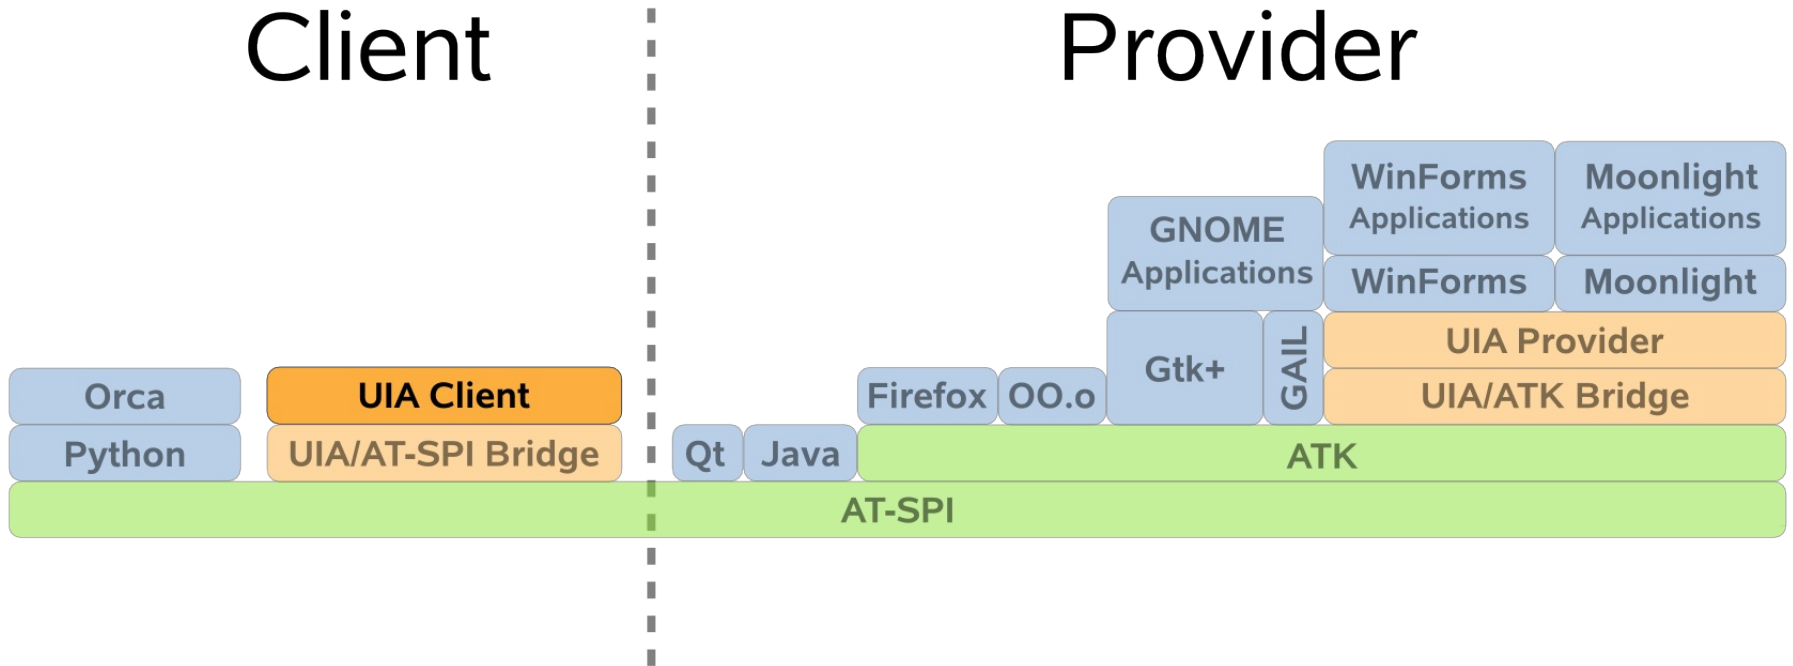 Client
Provider
WinForms
Applications
Moonlight
Applications
GNOME
Applications
WinForms
Moonlight
Gtk+
GAIL
UIA Provider
Orca
UIA Client
Firefox
OO.o
UIA/ATK Bridge
Python
UIA/AT-SPI Bridge
Qt
Java
ATK
AT-SPI